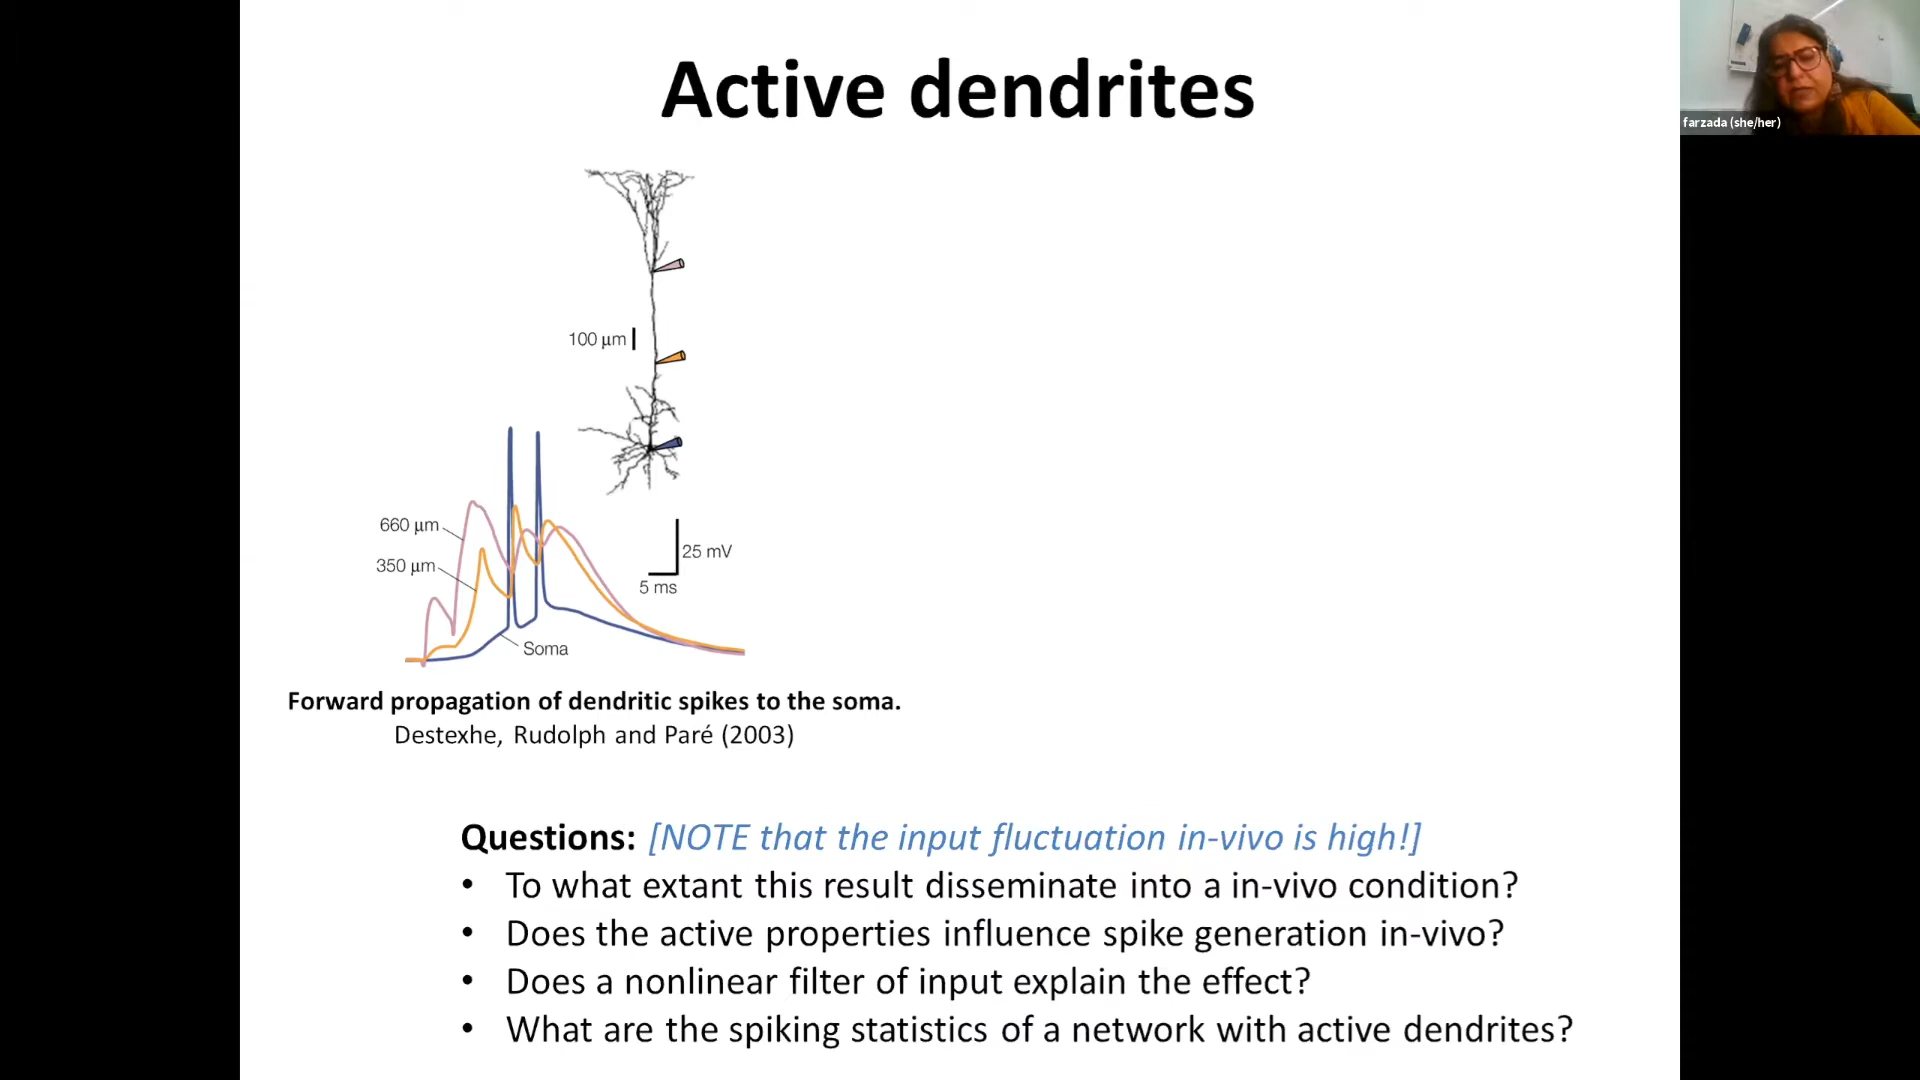 Active dendrites
farzada (she/her)
100 µm
660 µm
350 µm
25 mV
5 ms
Soma
Forward propagation of dendritic spikes to the soma.
Destexhe, Rudolph and Paré (2003)
Questions: [NOTE that the input fluctuation in-vivo is high!]
• To what extant this result disseminate into a in-vivo condition?
• Does the active properties influence spike generation in-vivo?
• Does a nonlinear filter of input explain the effect?
• What are the spiking statistics of a network with active dendrites?